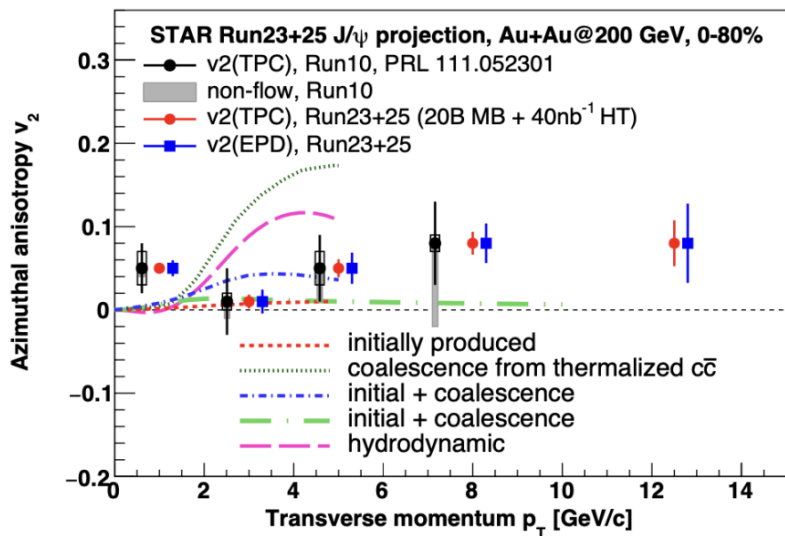 STAR Run23+25 J/ψ projection, Au+Au@200 GeV, 0-80%
v2(TPC), Run10, PRL 111.052301
non-flow, Run10
v2(TPC), Run23+25 (20B MB + 40nb⁻¹ HT)
v2(EPD), Run23+25
Azimuthal anisotropy v₂
0.3
0.2
0.1
0
−0.1
−0.2
initially produced
coalescence from thermalized cc̅
initial + coalescence
initial + coalescence
hydrodynamic
0 2 4 6 8 10 12 14
Transverse momentum p_T [GeV/c]